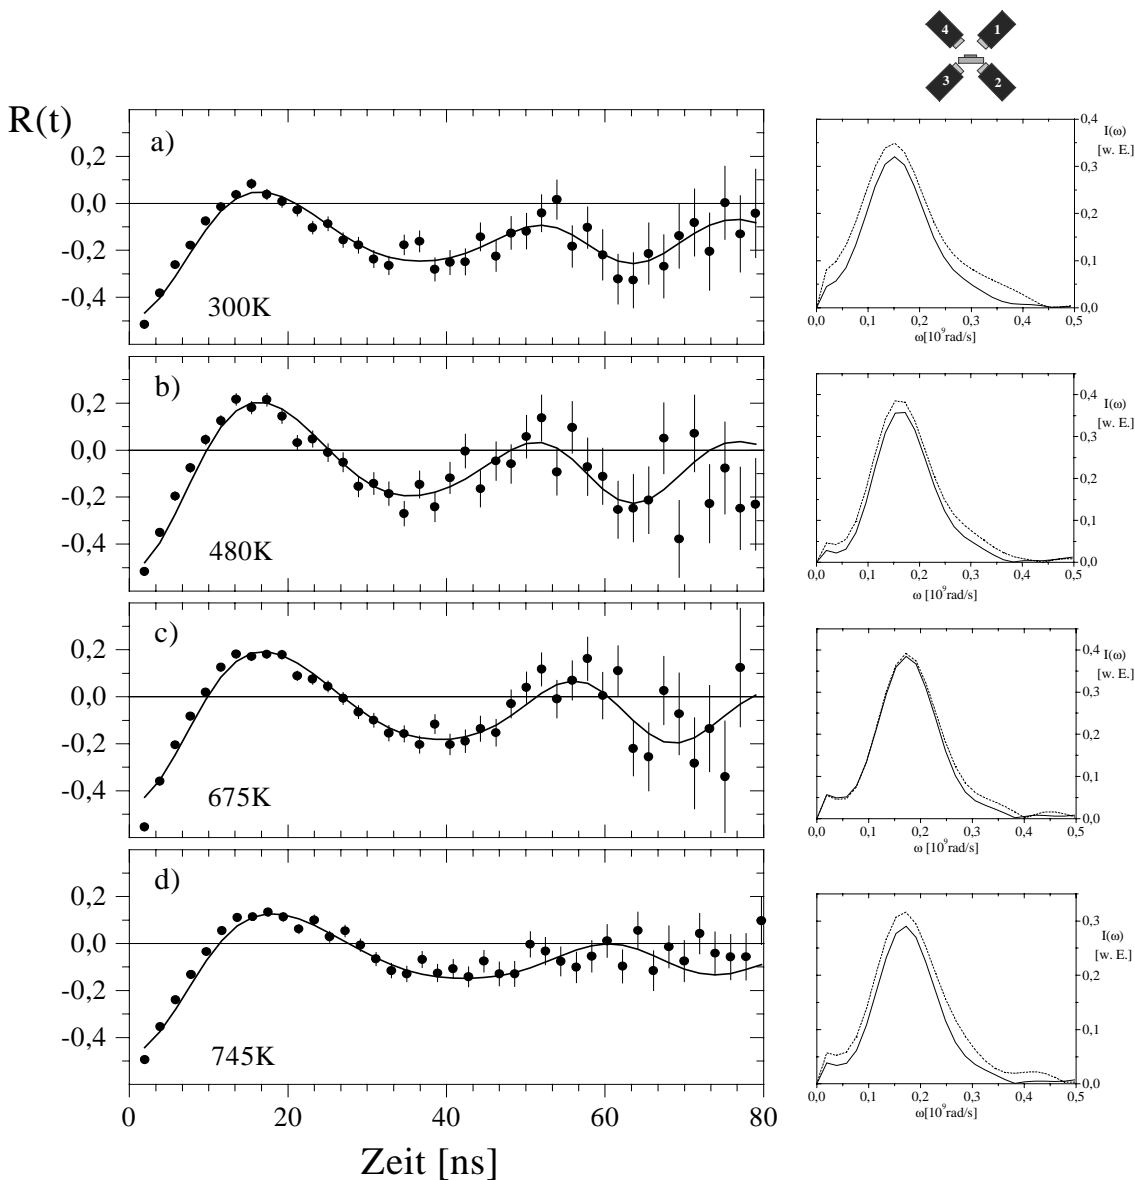 4 1
3 2
R(t)
a)
0,2
0,0
-0,2
-0,4
300K
0,4
I(ω)
[w. E.]
0,3
0,2
0,1
0,0
0,0 0,1 0,2 0,3 0,4 0,5
ω[10⁹rad/s]
b)
0,2
0,0
-0,2
-0,4
480K
0,4
I(ω)
[w. E.]
0,3
0,2
0,1
0,0
0,0 0,1 0,2 0,3 0,4 0,5
ω [10⁹rad/s]
c)
0,2
0,0
-0,2
-0,4
675K
0,4
I(ω)
[w. E.]
0,3
0,2
0,1
0,0
0,0 0,1 0,2 0,3 0,4 0,5
ω [10⁹rad/s]
d)
0,2
0,0
-0,2
-0,4
745K
0,3
I(ω)
[w. E.]
0,2
0,1
0,0
0,0 0,1 0,2 0,3 0,4 0,5
ω[10⁹rad/s]
0 20 40 60 80
Zeit [ns]